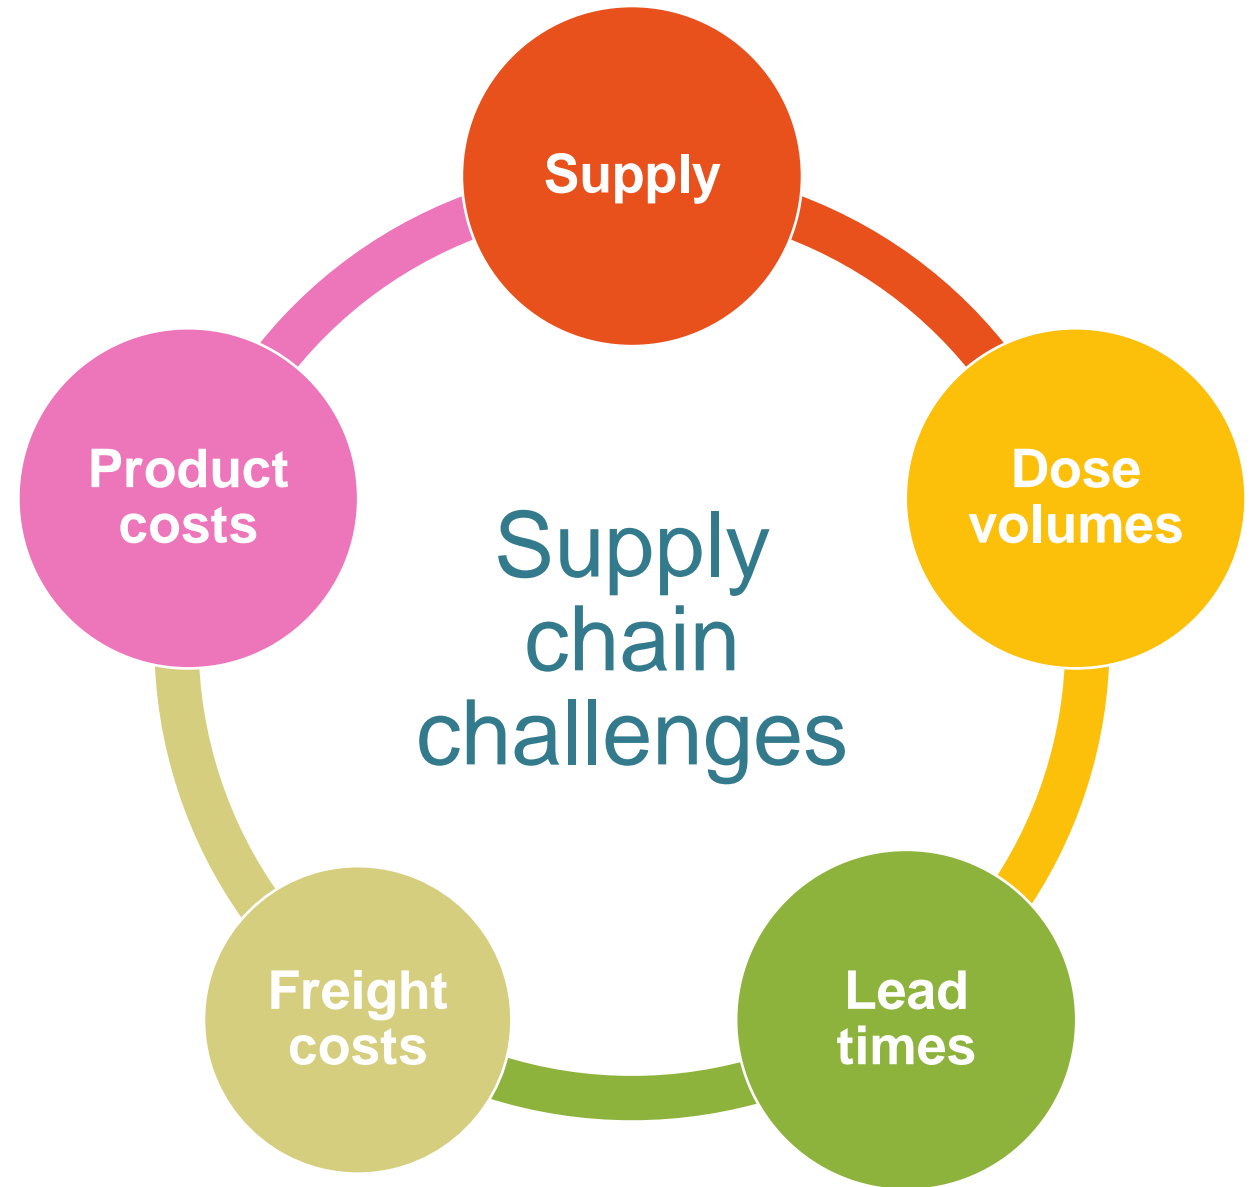 Supply
Dose
volumes
Lead
times
Freight
costs
Product
costs
Supply
chain
challenges